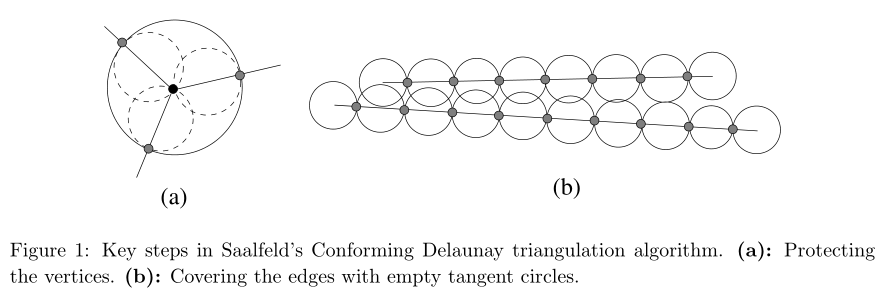 (a)
(b)
Figure 1: Key steps in Saalfeld's Conforming Delaunay triangulation algorithm. (a): Protecting
the vertices. (b): Covering the edges with empty tangent circles.